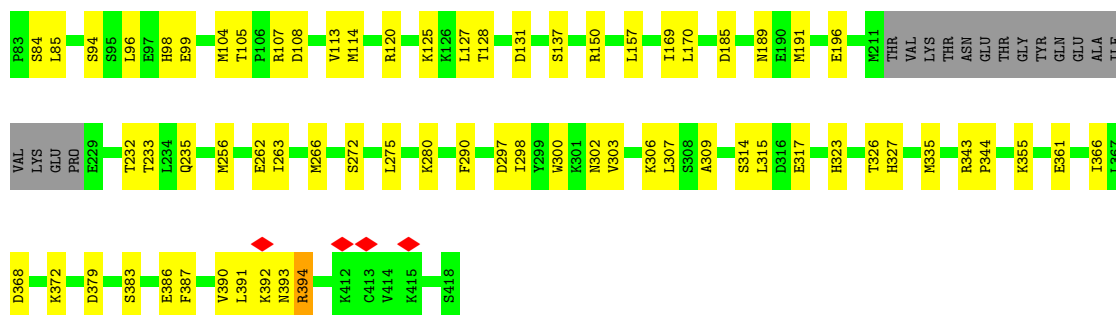 P83 S84 L85 S94 S95 L96 E97 H98 E99 M104 T105 P106 R107 D108 V113 M114 R120 K125 K126 L127 T128 D131 S137 R150 L157 I169 L170 D185 N189 E190 M191 E196 M211 THR VAL LYS THR ASN GLU THR GLY TYR GLN GLU ALA ILE
VAL LYS GLU PRO E229 T232 T233 L234 Q235 M256 E262 I263 M266 S272 L275 K280 F290 D297 I298 Y299 W300 K301 N302 V303 K306 L307 S308 A309 S314 L315 D316 E317 H323 T326 H327 M335 R343 P344 K355 E361 I366 L367
D368 K372 D379 S383 E386 F387 V390 L391 K392 N393 R394 K412 C413 V414 K415 S418